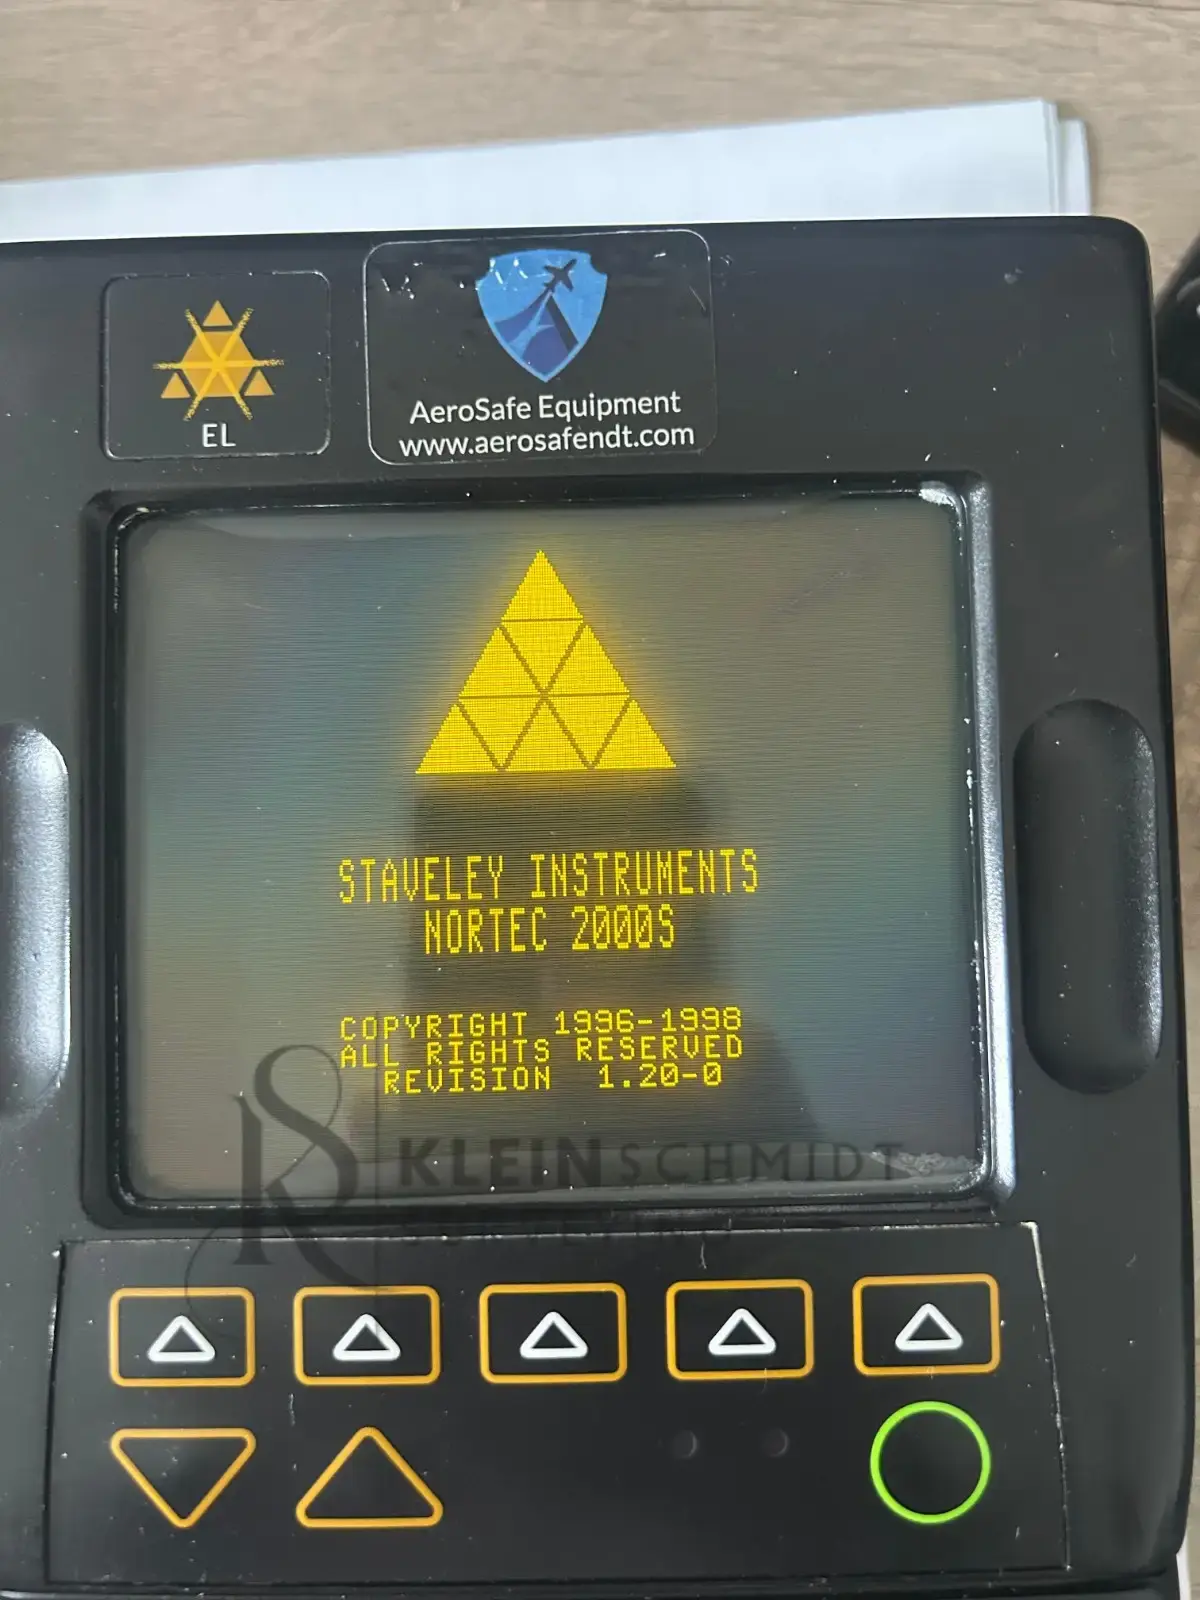 EL
AeroSafe Equipment
www.aerosafendt.com
STAVELEY INSTRUMENTS
NORTEC 2000S
COPYRIGHT 1996-1998
ALL RIGHTS RESERVED
REVISION 1.20-0
KLEINSCHMIDT